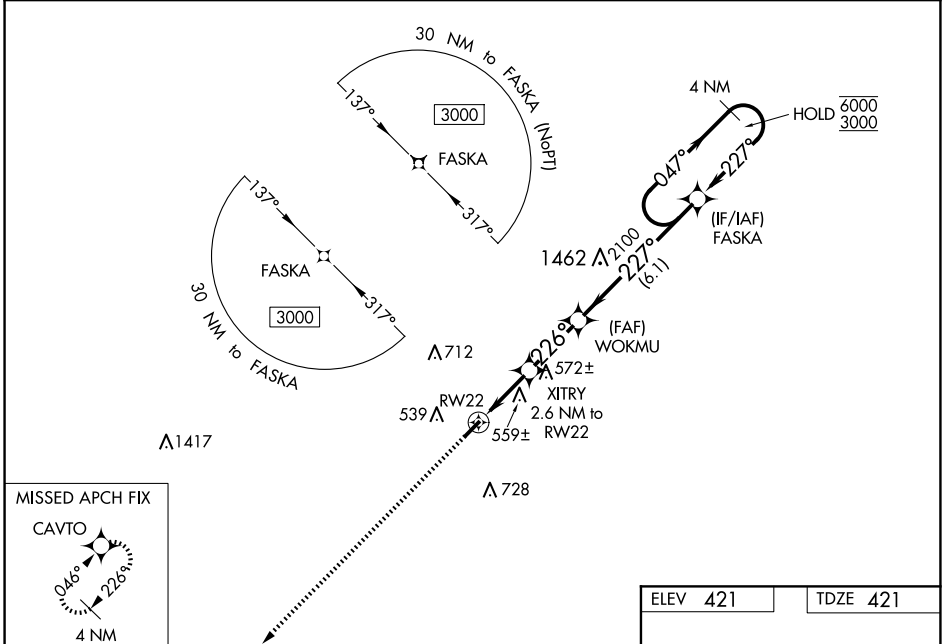 30 NM to FASKA (NoPT)
137°
3000
FASKA
317°
4 NM
HOLD 6000
3000
047°
227°
(IF/IAF)
FASKA
137°
FASKA
317°
3000
30 NM to FASKA
1462
2100
227°
(6.1)
(FAF)
WOKMU
226°
712
572±
XITRY
2.6 NM to
RW22
RW22
539
559±
1417
728
MISSED APCH FIX
CAVTO
046°
226°
4 NM
ELEV 421
TDZE 421